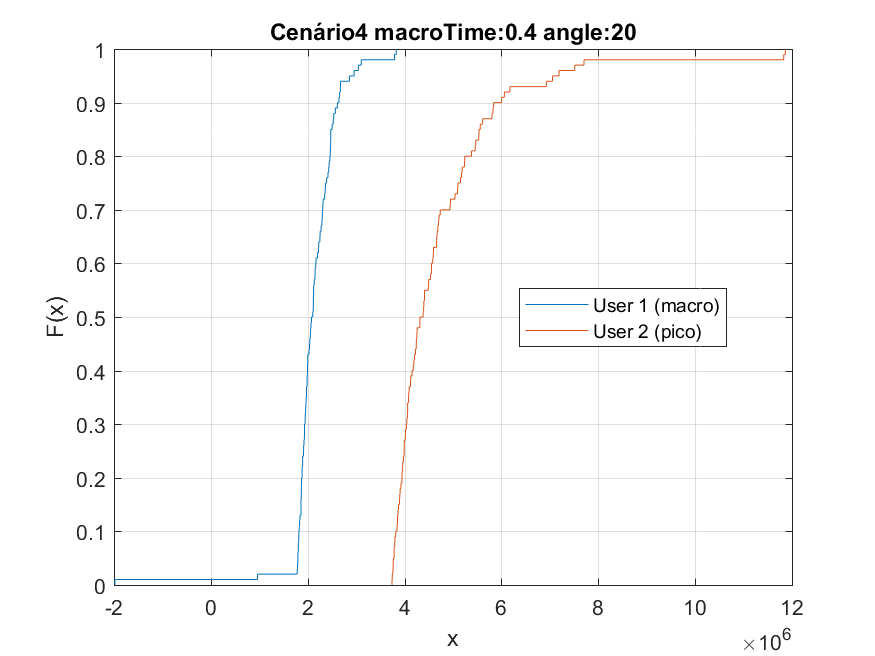 Cenário4 macroTime:0.4 angle:20
1
0.9
0.8
0.7
0.6
0.5
0.4
0.3
0.2
0.1
0
F(x)
User 1 (macro)
User 2 (pico)
-2 0 2 4 6 8 10 12
x
×10^6